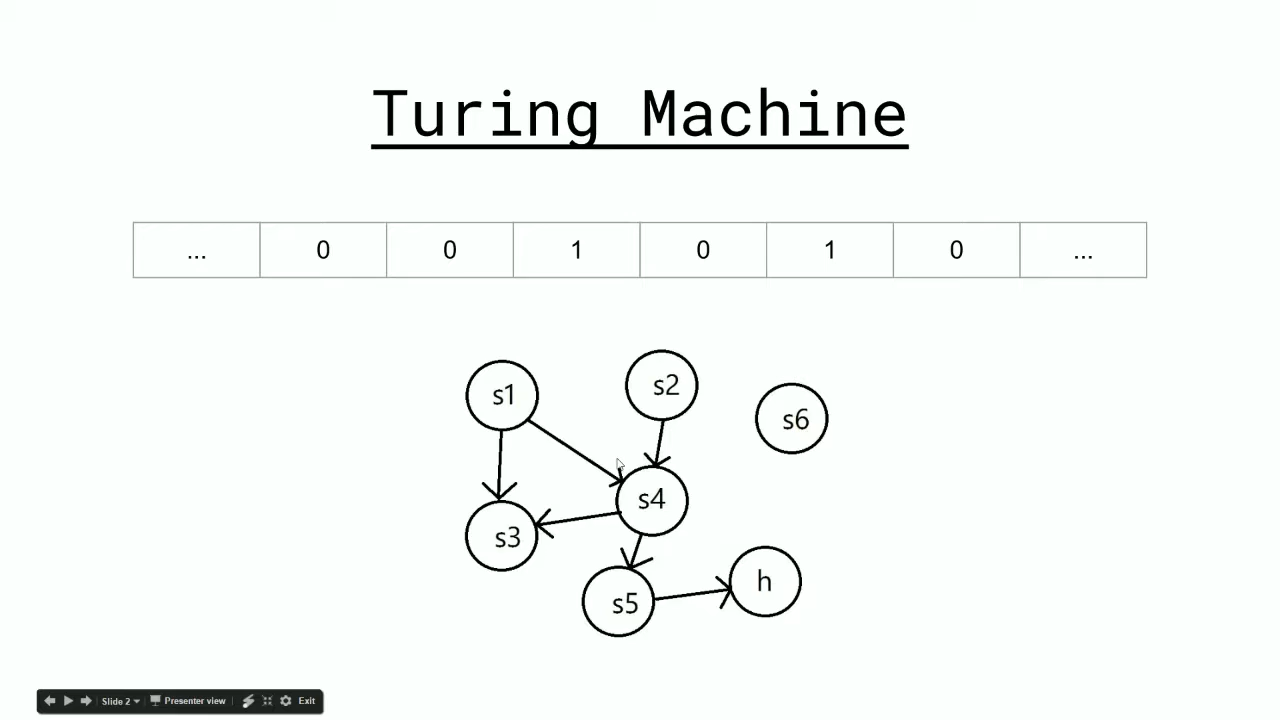 Turing Machine
... 0 0 1 0 1 0 ...
s1 s2 s6
s4
s3
s5 h
Slide 2 Presenter view Exit